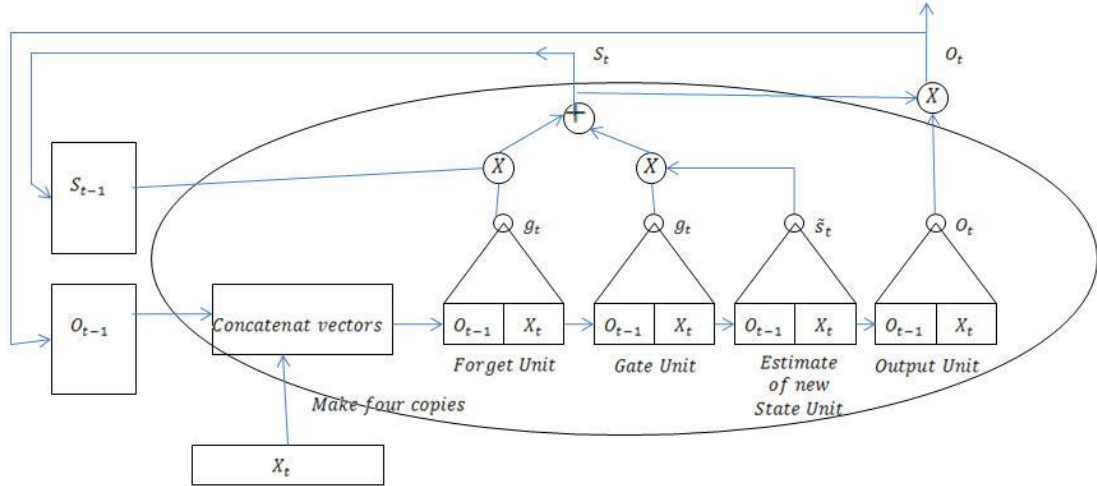 S_t
O_t
X
+
S_{t-1}
X
X
g_t
g_t
s̃_t
O_t
O_{t-1}
Concatenat vectors
O_{t-1} X_t
O_{t-1} X_t
O_{t-1} X_t
O_{t-1} X_t
Forget Unit
Gate Unit
Estimate
of new
State Unit
Output Unit
Make four copies
X_t